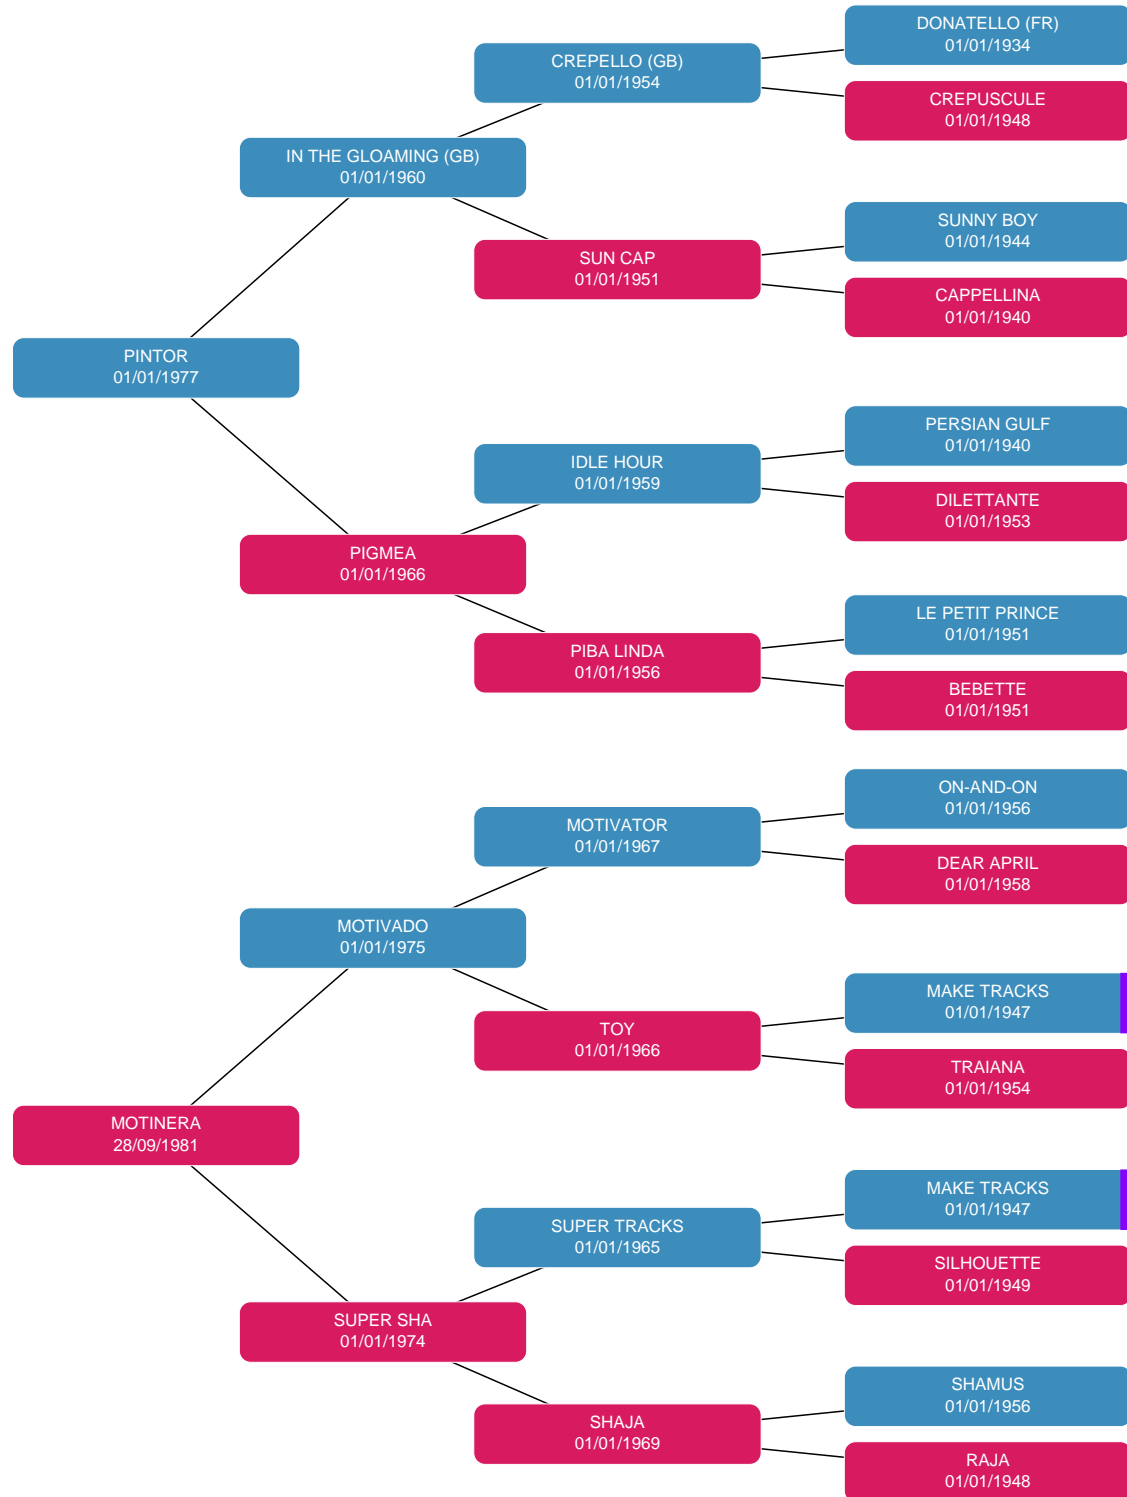 DONATELLO (FR)
01/01/1934
CREPELLO (GB)
01/01/1954
CREPUSCULE
01/01/1948
IN THE GLOAMING (GB)
01/01/1960
SUNNY BOY
01/01/1944
SUN CAP
01/01/1951
CAPPELLINA
01/01/1940
PINTOR
01/01/1977
PERSIAN GULF
01/01/1940
IDLE HOUR
01/01/1959
DILETTANTE
01/01/1953
PIGMEA
01/01/1966
LE PETIT PRINCE
01/01/1951
PIBA LINDA
01/01/1956
BEBETTE
01/01/1951
ON-AND-ON
01/01/1956
MOTIVATOR
01/01/1967
DEAR APRIL
01/01/1958
MOTIVADO
01/01/1975
MAKE TRACKS
01/01/1947
TOY
01/01/1966
TRAIANA
01/01/1954
MOTINERA
28/09/1981
MAKE TRACKS
01/01/1947
SUPER TRACKS
01/01/1965
SILHOUETTE
01/01/1949
SUPER SHA
01/01/1974
SHAMUS
01/01/1956
SHAJA
01/01/1969
RAJA
01/01/1948